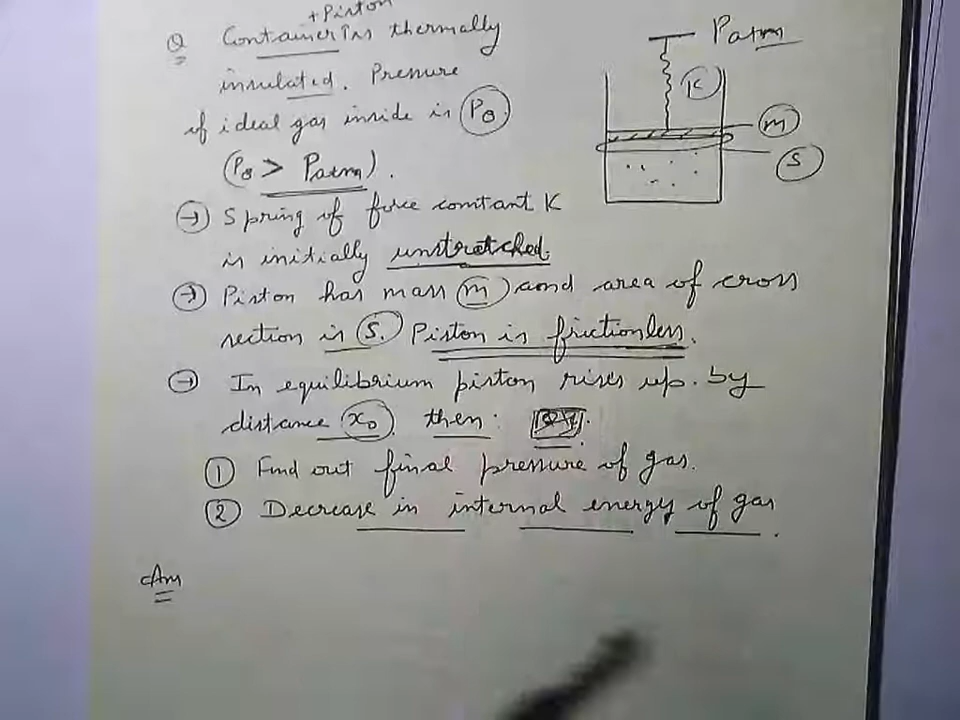 + Piston
Q Container is thermally
insulated. Pressure
of ideal gas inside is P0
(P0 > Patm).
→ Spring of force constant K
is initially unstretched.
→ Piston has mass m and area of cross
section is S. Piston is frictionless.
→ In equilibrium piston rises up. by
distance x0 then:
① Find out final pressure of gas.
② Decrease in internal energy of gas.
Ans
Patm
K
m
S